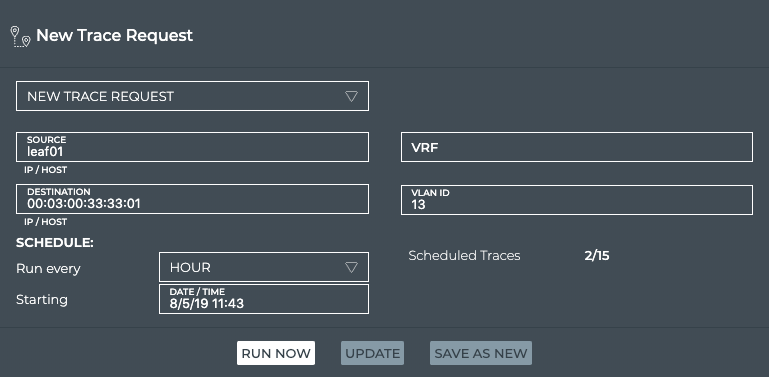 New Trace Request
NEW TRACE REQUEST
SOURCE
leaf01
IP / HOST
VRF
DESTINATION
00:03:00:33:33:01
IP / HOST
VLAN ID
13
SCHEDULE:
Run every
HOUR
Scheduled Traces 2/15
Starting
DATE / TIME
8/5/19 11:43
RUN NOW UPDATE SAVE AS NEW